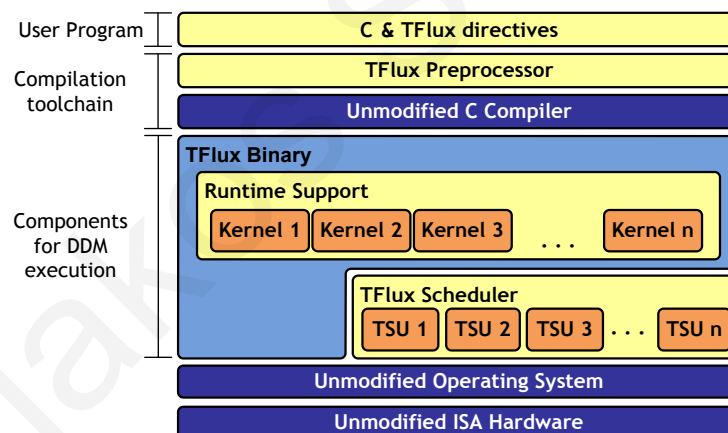 User Program
C & TFlux directives
Compilation
toolchain
TFlux Preprocessor
Unmodified C Compiler
Components
for DDM
execution
TFlux Binary
Runtime Support
Kernel 1
Kernel 2
Kernel 3
. . .
Kernel n
TFlux Scheduler
TSU 1
TSU 2
TSU 3
. . .
TSU n
Unmodified Operating System
Unmodified ISA Hardware